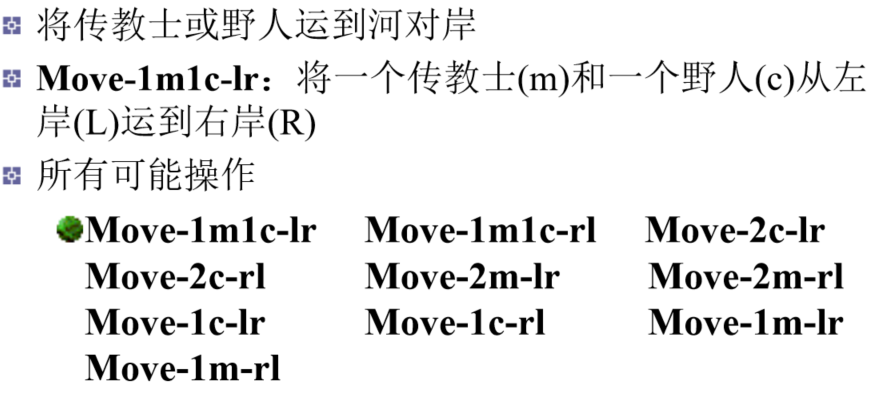 将传教士或野人运到河对岸
Move-1m1c-lr：将一个传教士(m)和一个野人(c)从左
岸(L)运到右岸(R)
所有可能操作
Move-1m1c-lr Move-1m1c-rl Move-2c-lr
Move-2c-rl Move-2m-lr Move-2m-rl
Move-1c-lr Move-1c-rl Move-1m-lr
Move-1m-rl